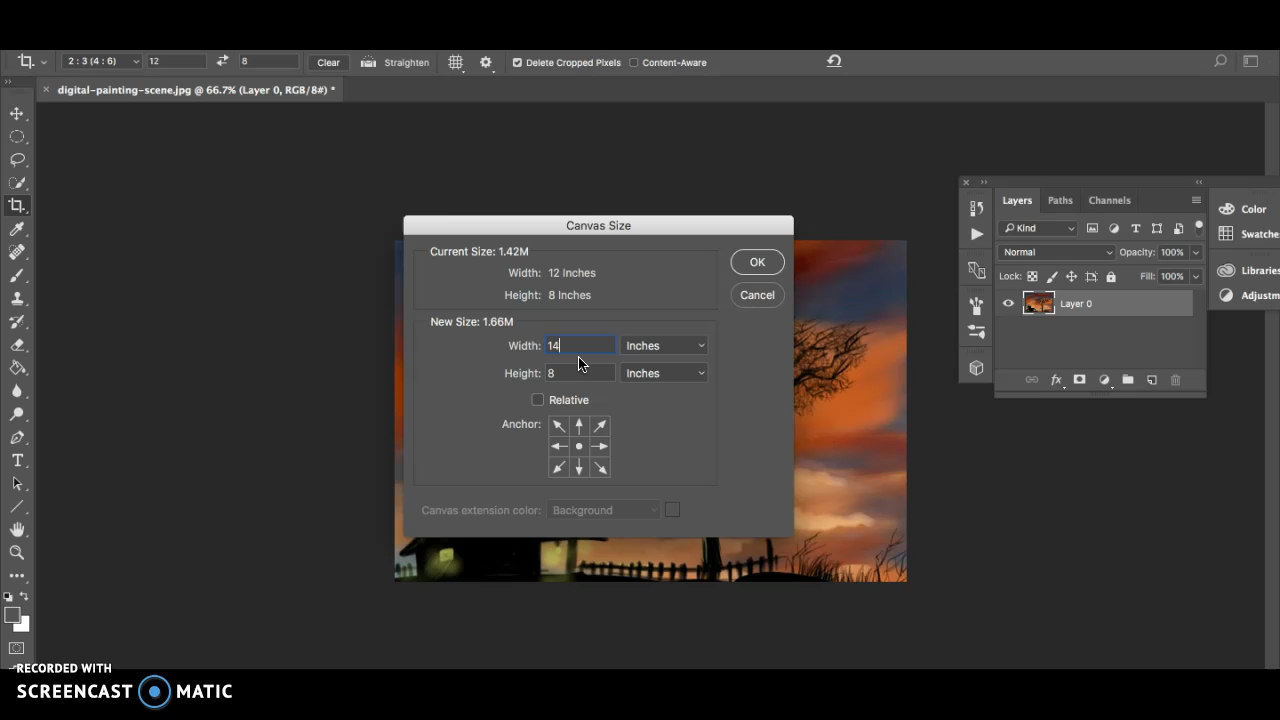 2 : 3 (4 : 6) 12 8 Clear Straighten Delete Cropped Pixels Content-Aware
digital-painting-scene.jpg @ 66.7% (Layer 0, RGB/8#) *
Canvas Size
Current Size: 1.42M
Width: 12 Inches
Height: 8 Inches
OK
Cancel
New Size: 1.66M
Width: 14 Inches
Height: 8 Inches
Relative
Anchor:
Canvas extension color: Background
Layers Paths Channels
Kind
Normal Opacity: 100%
Lock: Fill: 100%
Layer 0
fx
Color
Swatche
Libraries
Adjustm
RECORDED WITH
SCREENCAST MATIC